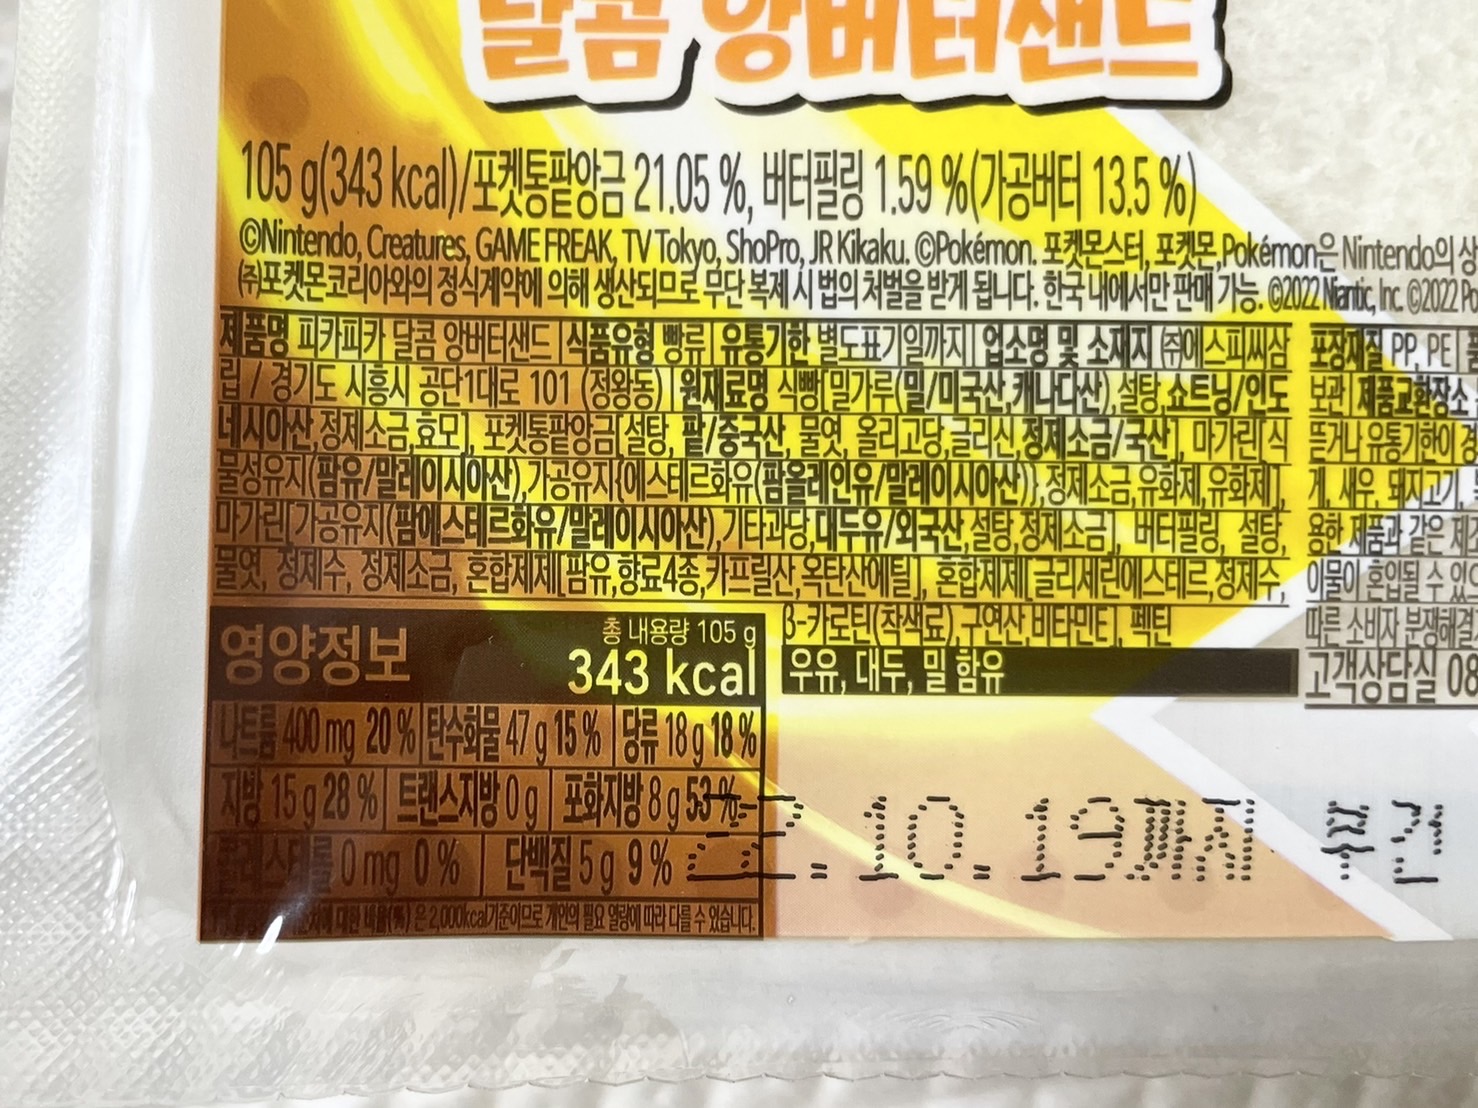 달콤 앙버터샌드
105 g(343 kcal)/포켓통팥앙금 21.05 %, 버터필링 1.59 %(가공버터 13.5 %)
©Nintendo, Creatures, GAME FREAK, TV Tokyo, ShoPro, JR Kikaku. ©Pokémon. 포켓몬스터, 포켓몬,Pokémon은 Nintendo의 상
(주)포켓몬코리아와의 정식계약에 의해 생산되므로 무단 복제 시 법의 처벌을 받게 됩니다. 한국 내에서만 판매 가능. ©2022 Niantic, Inc. ©2022 Po
제품명 피카피카 달콤 앙버터샌드 | 식품유형 빵류 | 유통기한 별도표기일까지 | 업소명 및 소재지 (주)에스피씨삼
립 / 경기도 시흥시 공단1대로 101 (정왕동) | 원재료명 식빵[밀가루(밀/미국산,캐나다산),설탕,쇼트닝/인도
네시아산,정제소금,효모], 포켓통팥앙금[설탕, 팥/중국산, 물엿, 올리고당,글리신,정제소금/국산], 마가린[식
물성유지(팜유/말레이시아산),가공유지{에스테르화유(팜올레인유/말레이시아산)},정제소금,유화제,유화제],
마가린[가공유지(팜에스테르화유/말레이시아산),기타과당,대두유/외국산,설탕,정제소금], 버터필링, 설탕,
물엿, 정제수, 정제소금, 혼합제제[팜유,향료4종,카프릴산,옥탄산에틸], 혼합제제[글리세린에스테르,정제수,
β-카로틴(착색료),구연산,비타민E], 펙틴
우유, 대두, 밀 함유
포장재질 PP, PE |
보관 | 제품교환장소
뜯거나 유통기한이 경
게, 새우, 돼지고기,
용한 제품과 같은 제조
이물이 혼입될 수 있으
따른 소비자 분쟁해결
고객상담실 08
영양정보
총 내용량 105 g
343 kcal
나트륨 400 mg 20 % | 탄수화물 47 g 15 % | 당류 18 g 18 %
지방 15 g 28 % | 트랜스지방 0 g | 포화지방 8 g 53 %
콜레스테롤 0 mg 0 % | 단백질 5 g 9 %
대한 비율(%)은 2,000kcal기준이므로 개인의 필요 열량에 따라 다를 수 있습니다.
22.10.19까지